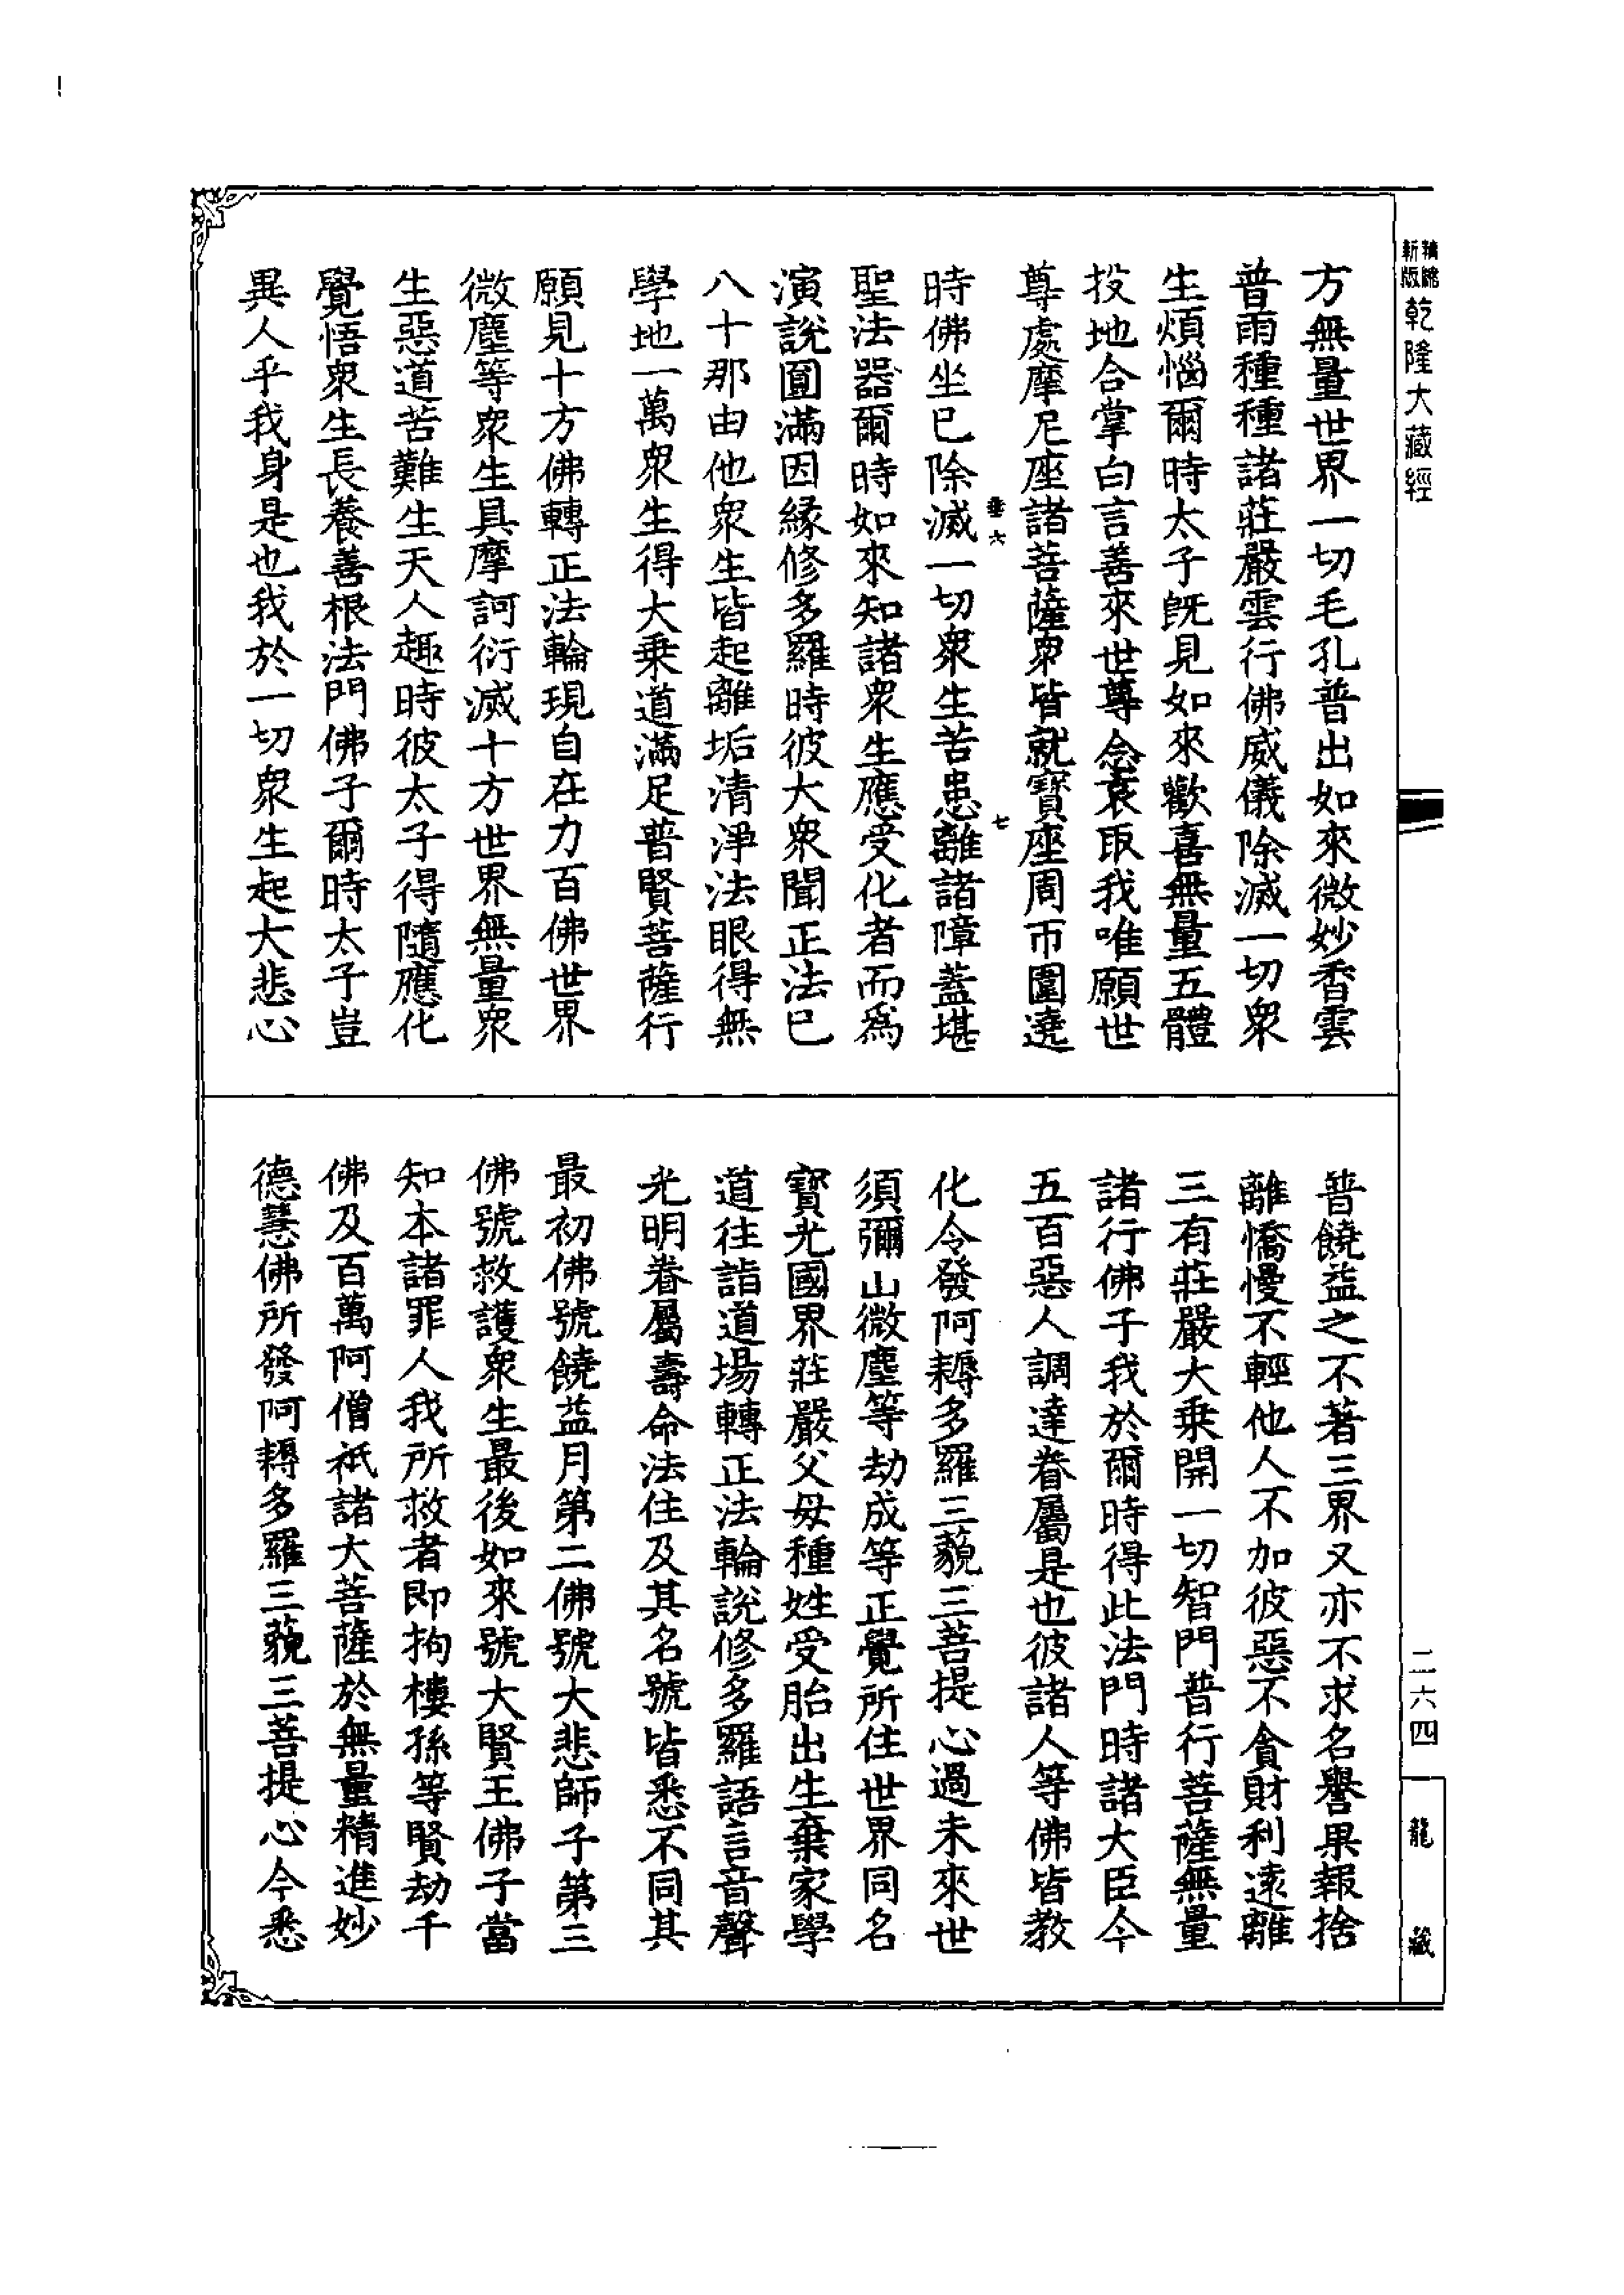 新版精縮乾隆大藏經
方無量世界一切毛孔普出如來微妙香雲
普雨種種諸莊嚴雲行佛威儀除滅一切眾
生煩惱爾時太子旣見如來歡喜無量五體
投地合掌白言善來世尊念哀取我唯願世
尊處摩尼座諸菩薩眾皆就寶座周帀圍遶
垂六
七
時佛坐已除滅一切眾生苦患離諸障蓋堪
聖法器爾時如來知諸眾生應受化者而爲
演說圓滿因緣修多羅時彼大眾聞正法已
八十那由他眾生皆起離垢清淨法眼得無
學地一萬眾生得大乘道滿足普賢菩薩行
願見十方佛轉正法輪現自在力百佛世界
微塵等眾生具摩訶衍滅十方世界無量眾
生惡道苦難生天人趣時彼太子得隨應化
覺悟眾生長養善根法門佛子爾時太子豈
異人乎我身是也我於一切眾生起大悲心
普饒益之不著三界又亦不求名譽果報捨
離憍慢不輕他人不加彼惡不貪財利遠離
三有莊嚴大乘開一切智門普行菩薩無量
諸行佛子我於爾時得此法門時諸大臣今
五百惡人調達眷屬是也彼諸人等佛皆教
化令發阿耨多羅三藐三菩提心過未來世
須彌山微塵等劫成等正覺所住世界同名
寶光國界莊嚴父母種姓受胎出生棄家學
道往詣道場轉正法輪說修多羅語言音聲
光明眷屬壽命法住及其名號皆悉不同其
最初佛號饒益月第二佛號大悲師子第三
佛號救護眾生最後如來號大賢王佛子當
知本諸罪人我所救者即拘樓孫等賢劫千
佛及百萬阿僧祇諸大菩薩於無量精進妙
德慧佛所發阿耨多羅三藐三菩提心今悉
二六四
龍藏